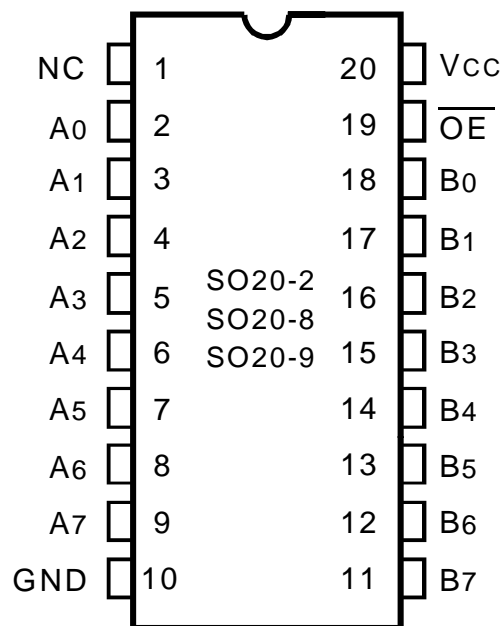 NC 1 20 VCC
A0 2 19 O̅E̅
A1 3 18 B0
A2 4 17 B1
A3 5 SO20-2 16 B2
SO20-8
A4 6 SO20-9 15 B3
A5 7 14 B4
A6 8 13 B5
A7 9 12 B6
GND 10 11 B7